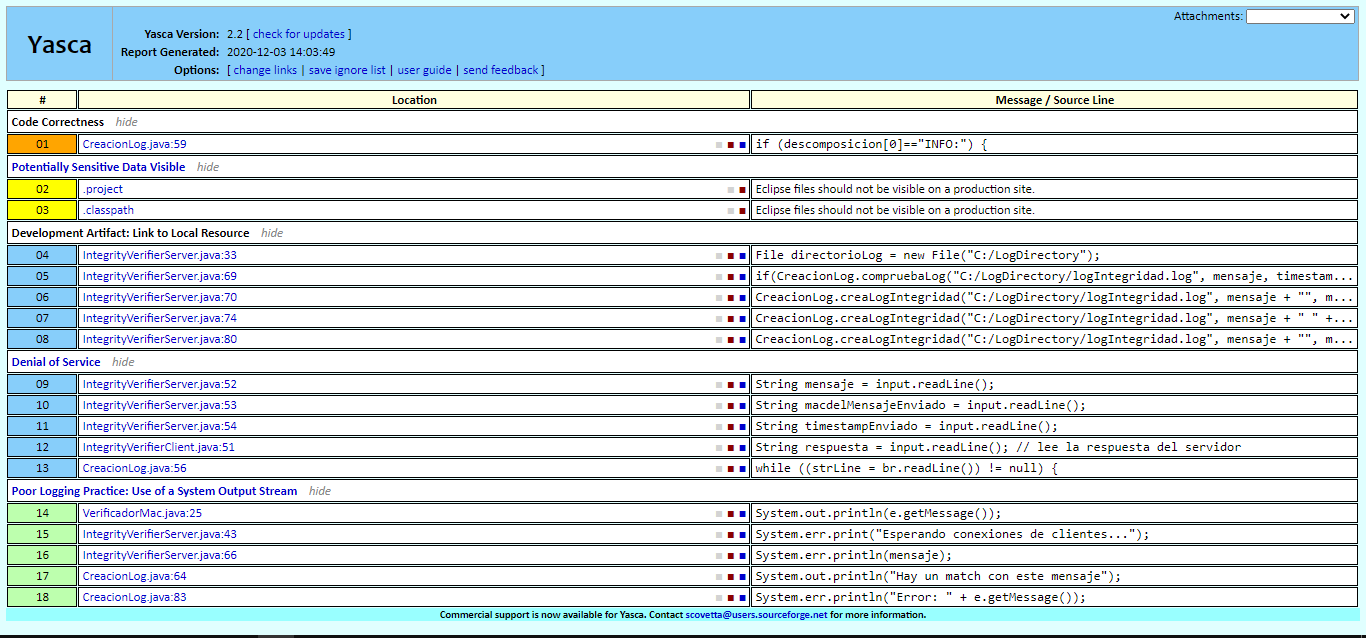 Attachments:
Yasca
Yasca Version: 2.2 [ check for updates ]
Report Generated: 2020-12-03 14:03:49
Options: [ change links | save ignore list | user guide | send feedback ]
# Location Message / Source Line
Code Correctness hide
01 CreacionLog.java:59 if (descomposicion[0]=="INFO:") {
Potentially Sensitive Data Visible hide
02 .project Eclipse files should not be visible on a production site.
03 .classpath Eclipse files should not be visible on a production site.
Development Artifact: Link to Local Resource hide
04 IntegrityVerifierServer.java:33 File directorioLog = new File("C:/LogDirectory");
05 IntegrityVerifierServer.java:69 if(CreacionLog.compruebaLog("C:/LogDirectory/logIntegridad.log", mensaje, timestam...
06 IntegrityVerifierServer.java:70 CreacionLog.creaLogIntegridad("C:/LogDirectory/logIntegridad.log", mensaje + "", m...
07 IntegrityVerifierServer.java:74 CreacionLog.creaLogIntegridad("C:/LogDirectory/logIntegridad.log", mensaje + " " +...
08 IntegrityVerifierServer.java:80 CreacionLog.creaLogIntegridad("C:/LogDirectory/logIntegridad.log", mensaje + "", m...
Denial of Service hide
09 IntegrityVerifierServer.java:52 String mensaje = input.readLine();
10 IntegrityVerifierServer.java:53 String macdelMensajeEnviado = input.readLine();
11 IntegrityVerifierServer.java:54 String timestampEnviado = input.readLine();
12 IntegrityVerifierClient.java:51 String respuesta = input.readLine(); // lee la respuesta del servidor
13 CreacionLog.java:56 while ((strLine = br.readLine()) != null) {
Poor Logging Practice: Use of a System Output Stream hide
14 VerificadorMac.java:25 System.out.println(e.getMessage());
15 IntegrityVerifierServer.java:43 System.err.print("Esperando conexiones de clientes...");
16 IntegrityVerifierServer.java:66 System.err.println(mensaje);
17 CreacionLog.java:64 System.out.println("Hay un match con este mensaje");
18 CreacionLog.java:83 System.err.println("Error: " + e.getMessage());
Commercial support is now available for Yasca. Contact scovetta@users.sourceforge.net for more information.